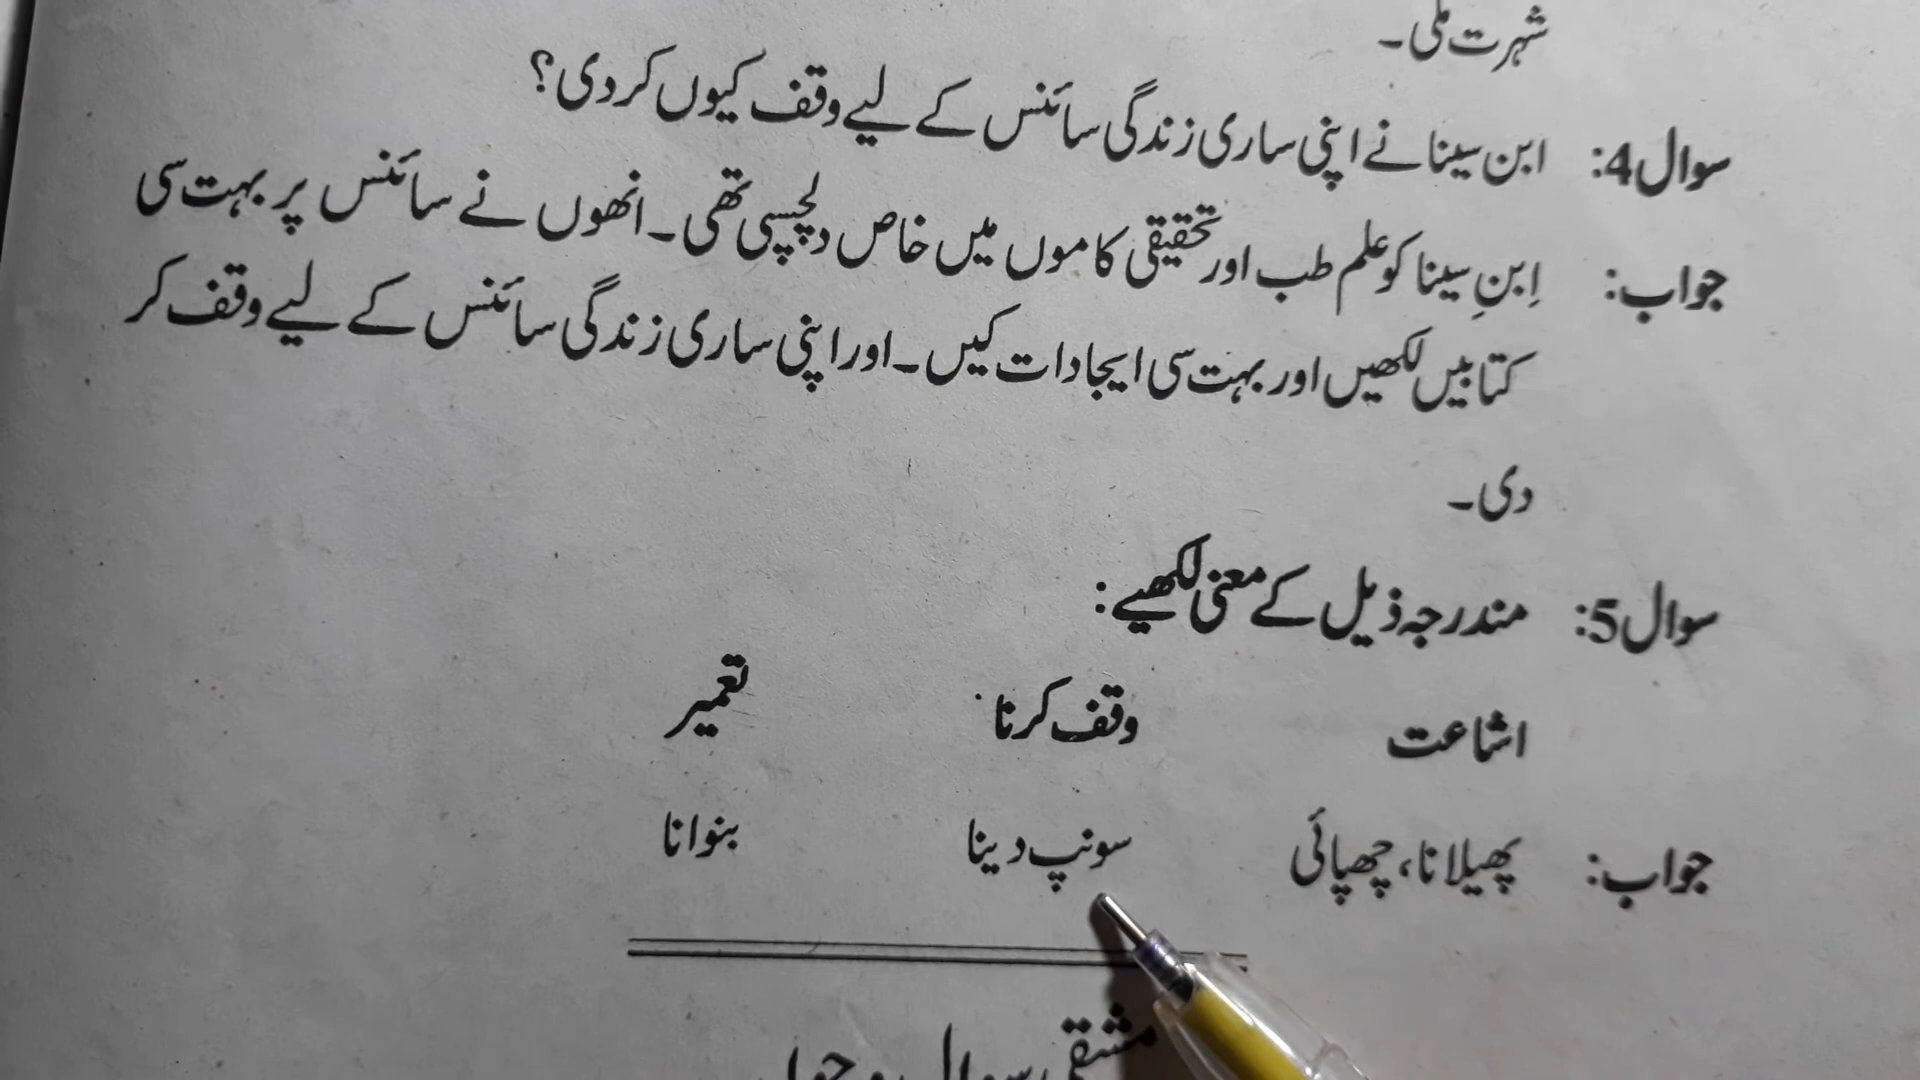 شہرت ملی۔
سوال 4: ابن سینا نے اپنی ساری زندگی سائنس کے لیے وقف کیوں کر دی؟
جواب: اِبنِ سینا کو علم طب اور تحقیقی کاموں میں خاص دلچسپی تھی۔ انھوں نے سائنس پر بہت سی
کتابیں لکھیں اور بہت سی ایجادات کیں۔ اور اپنی ساری زندگی سائنس کے لیے وقف کر
دی۔
سوال 5: مندرجہ ذیل کے معنی لکھیے:
اشاعت وقف کرنا تعمیر
جواب: پھیلانا، چھپائی سونپ دینا بنوانا
مشقی سوال و جواب